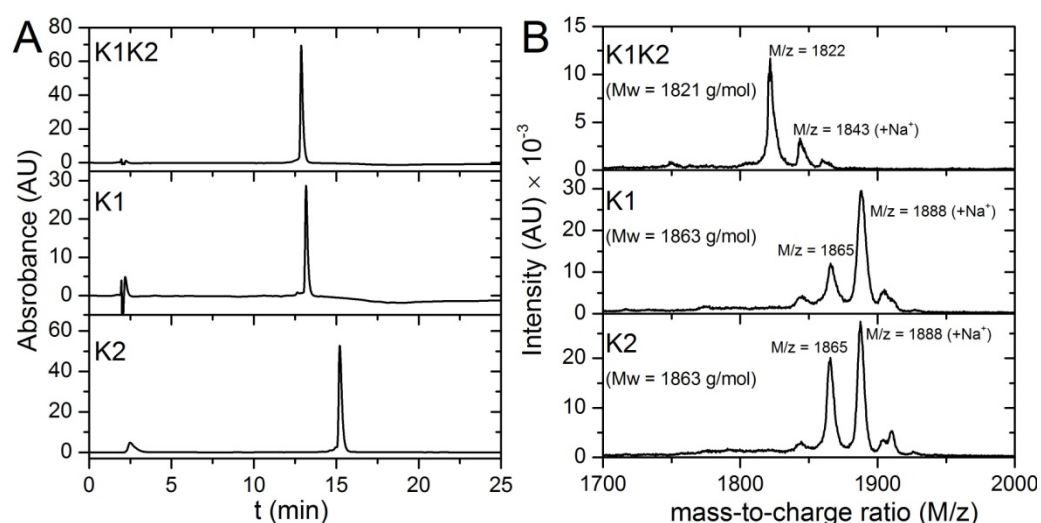 A
K1K2
80
60
40
20
0
K1
30
20
10
0
K2
60
40
20
0
0 5 10 15 20 25
t (min)
Absrobance (AU)
B
K1K2
(Mw = 1821 g/mol)
M/z = 1822
M/z = 1843 (+Na⁺)
15
10
5
0
K1
(Mw = 1863 g/mol)
M/z = 1865
M/z = 1888 (+Na⁺)
30
20
10
0
K2
(Mw = 1863 g/mol)
M/z = 1865
M/z = 1888 (+Na⁺)
20
10
0
1700 1800 1900 2000
mass-to-charge ratio (M/z)
Intensity (AU) × 10⁻³